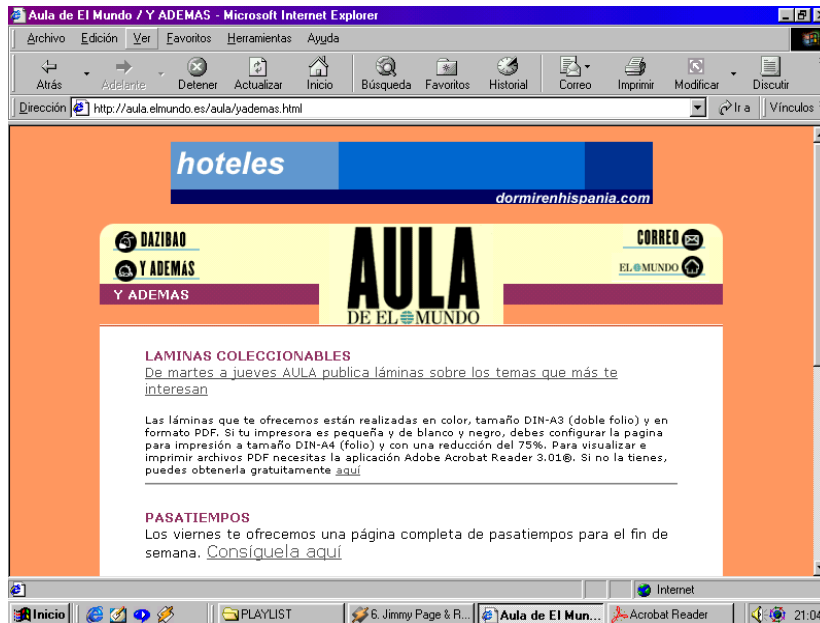 Aula de El Mundo / Y ADEMAS - Microsoft Internet Explorer
Archivo Edición Ver Favoritos Herramientas Ayuda
Atrás Adelante Detener Actualizar Inicio Búsqueda Favoritos Historial Correo Imprimir Modificar Discutir
Dirección http://aula.elmundo.es/aula/yademas.html Ir a Vínculos
hoteles
dormirenhispania.com
DAZIBAO
Y ADEMÁS
AULA
DE EL MUNDO
CORREO
EL MUNDO
Y ADEMAS
LAMINAS COLECCIONABLES
De martes a jueves AULA publica láminas sobre los temas que más te
interesan
Las láminas que te ofrecemos están realizadas en color, tamaño DIN-A3 (doble folio) y en
formato PDF. Si tu impresora es pequeña y de blanco y negro, debes configurar la pagina
para impresión a tamaño DIN-A4 (folio) y con una reducción del 75%. Para visualizar e
imprimir archivos PDF necesitas la aplicación Adobe Acrobat Reader 3.01®. Si no la tienes,
puedes obtenerla gratuitamente aquí
PASATIEMPOS
Los viernes te ofrecemos una página completa de pasatiempos para el fin de
semana. Consíguela aquí
Internet
Inicio PLAYLIST 6. Jimmy Page & R... Aula de El Mun... Acrobat Reader 21:04